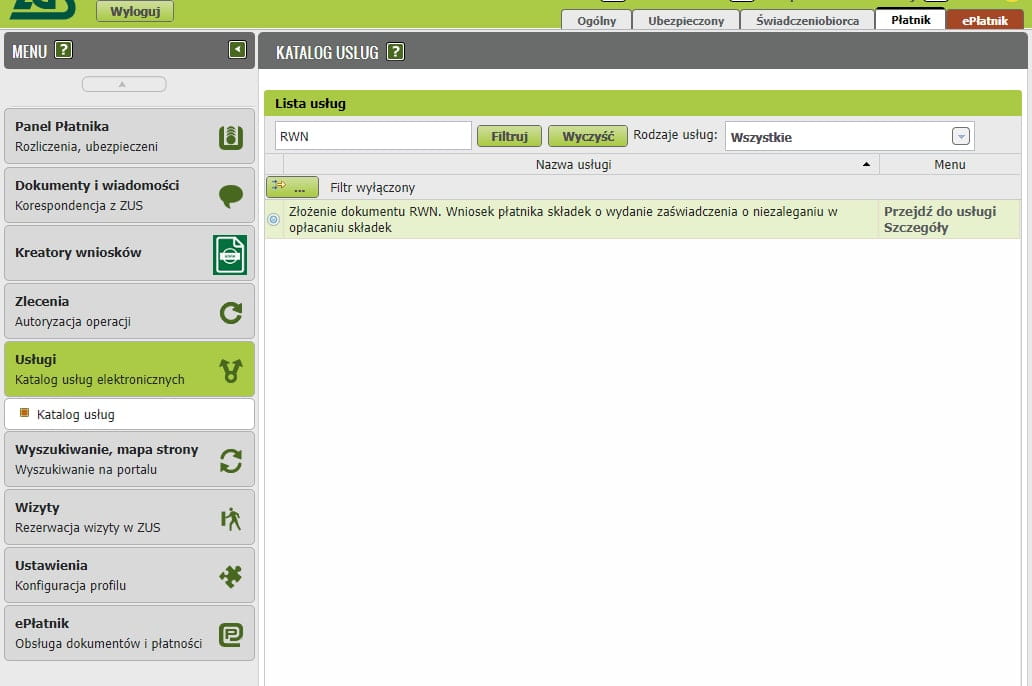 Wyloguj
Ogólny
Ubezpieczony
Świadczeniobiorca
Płatnik
ePłatnik
MENU ?
KATALOG USŁUG ?
Panel Płatnika
Rozliczenia, ubezpieczeni
Dokumenty i wiadomości
Korespondencja z ZUS
Kreatory wniosków
Zlecenia
Autoryzacja operacji
Usługi
Katalog usług elektronicznych
Katalog usług
Wyszukiwanie, mapa strony
Wyszukiwanie na portalu
Wizyty
Rezerwacja wizyty w ZUS
Ustawienia
Konfiguracja profilu
ePłatnik
Obsługa dokumentów i płatności
Lista usług
RWN
Filtruj
Wyczyść
Rodzaje usług:
Wszystkie
Nazwa usługi
Menu
...
Filtr wyłączony
Złożenie dokumentu RWN. Wniosek płatnika składek o wydanie zaświadczenia o niezaleganiu w
opłacaniu składek
Przejdź do usługi
Szczegóły